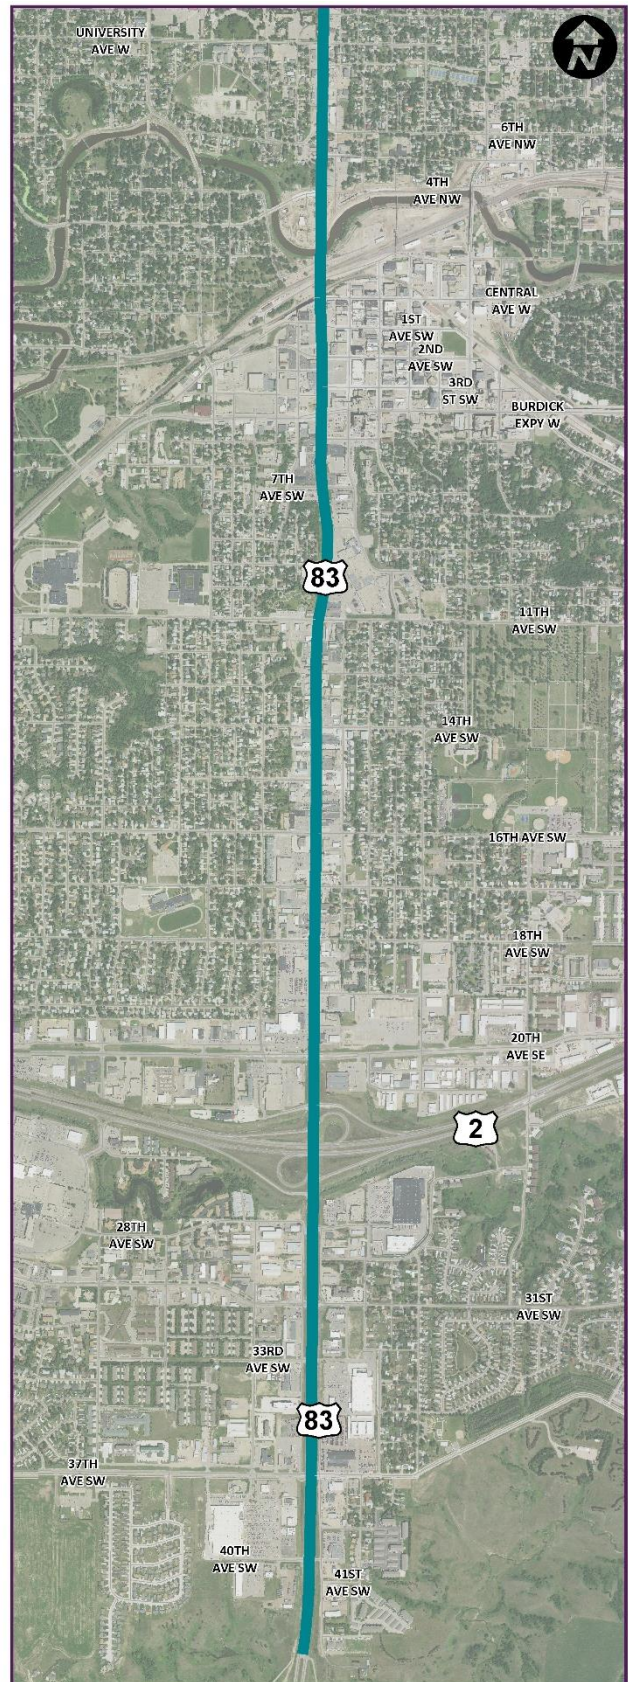 UNIVERSITY
AVE W
N
6TH
AVE NW
4TH
AVE NW
CENTRAL
AVE W
1ST
AVE SW
2ND
AVE SW
3RD
ST SW
BURDICK
EXPY W
7TH
AVE SW
83
11TH
AVE SW
14TH
AVE SW
16TH AVE SW
18TH
AVE SW
20TH
AVE SE
2
28TH
AVE SW
31ST
AVE SW
33RD
AVE SW
83
37TH
AVE SW
40TH
AVE SW
41ST
AVE SW